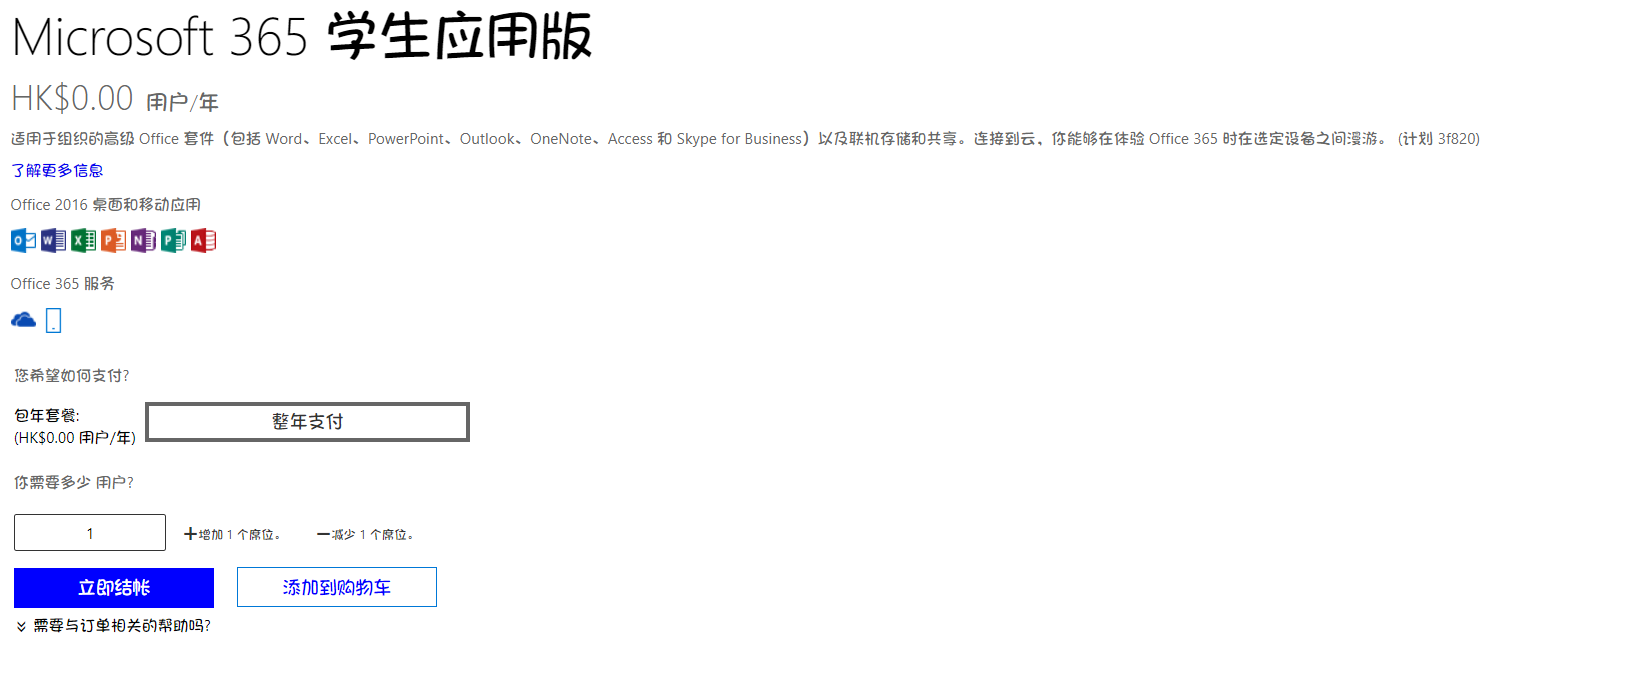 Microsoft 365 学生应用版
HK$0.00 用户/年
适用于组织的高级 Office 套件（包括 Word、Excel、PowerPoint、Outlook、OneNote、Access 和 Skype for Business）以及联机存储和共享。连接到云，你能够在体验 Office 365 时在选定设备之间漫游。 (计划 3f820)
了解更多信息
Office 2016 桌面和移动应用
O W X P N P A
Office 365 服务
您希望如何支付?
包年套餐:
(HK$0.00 用户/年)
整年支付
你需要多少 用户?
1
增加 1 个席位。
减少 1 个席位。
立即结帐
添加到购物车
需要与订单相关的帮助吗?